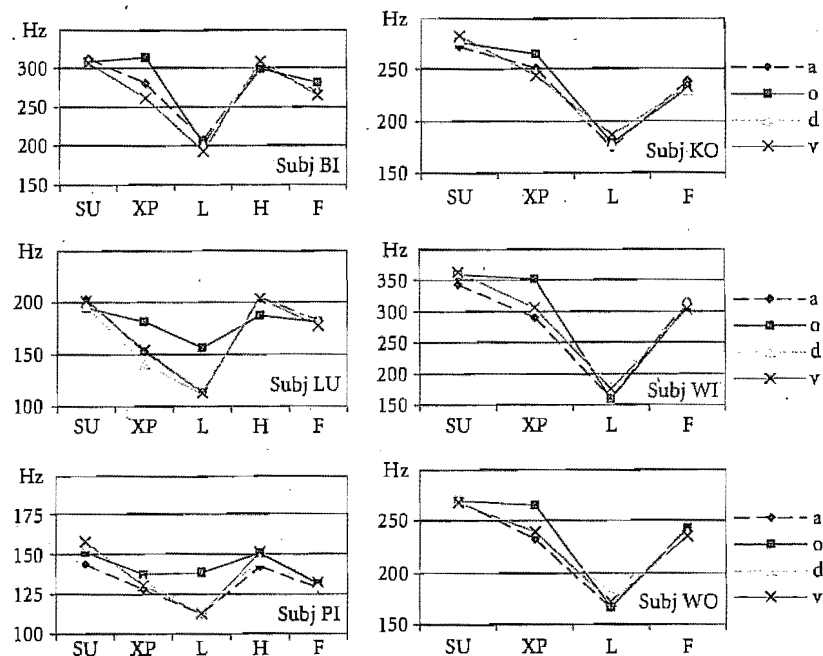 Hz
300
250
200
150
Subj BI
SU XP L H F
Hz
250
200
150
Subj KO
SU XP L F
a
o
d
v
Hz
200
150
100
Subj LU
SU XP L H F
Hz
350
300
250
200
150
Subj WI
SU XP L F
a
o
d
v
Hz
175
150
125
100
Subj PI
SU XP L H F
Hz
250
200
150
Subj WO
SU XP L F
a
o
d
v